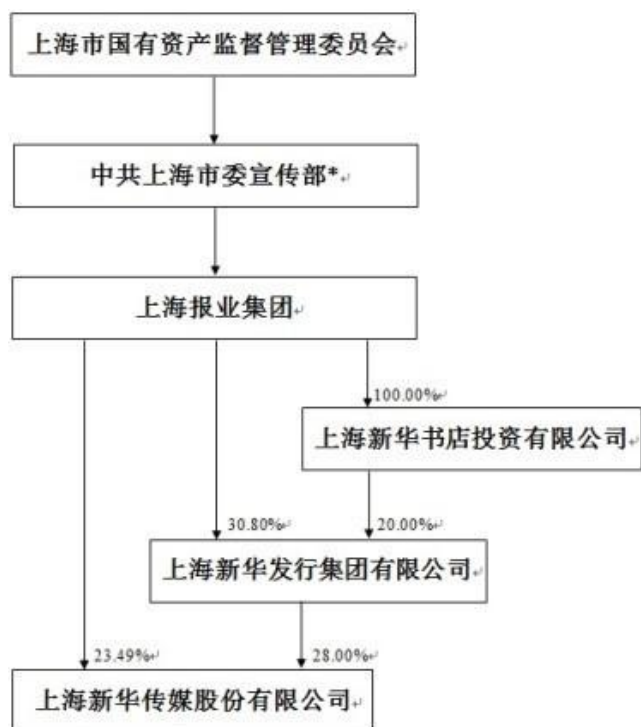 上海市国有资产监督管理委员会
中共上海市委宣传部*
上海报业集团
100.00%
上海新华书店投资有限公司
30.80%
20.00%
上海新华发行集团有限公司
23.49%
28.00%
上海新华传媒股份有限公司